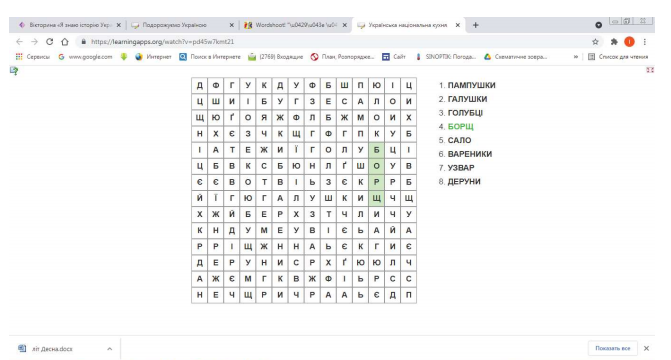 Вікторина «Я знаю історію Укр
Подорожуємо Україною
Wordshoot! "\u0429\u043e\u04
Українська національна кухня
https://learningapps.org/watch?v=pd45w7kmt21
Сервисы
www.google.com
Интернет
Поиск в Интернете
(2768) Входящие
План. Розпорядже...
Сайт
SINOPTIK: Погода...
Схематичне зобра...
Список для чтения
Д Ф Г У К Д У Ф Б Ш П Ю І Ц
Ц Ш И І Б У Г З Е С А Л О И
Щ Ю Ґ О Я Ж Ф Л Б Ж М О И Х
Н Х Є З Ч К Щ Г Ф Г П К У Б
І А Т Е Ж И Ї Г О Л У Б Ц І
Ц Б В К С Б Ю Н Л Ґ Ш О У В
Є Є В О Т В І Ь З Є К Р Р Б
Й Ї Г Ю Г А Л У Ш К И Щ Ч Щ
Х Ж Й Б Е Р Х З Т Ч Л И Ч У
К Н Д У М Е У В І Є Ь А Й А
Р Р І Щ Ж Н Н А Ь Є К Г И Є
Д Е Р У Н И С Р Х Ґ Ю Ю Л Ч
А Ж Є М Г К В Ж Ф І Ь Р С С
Н Е Ч Щ Р И Ч Р А А Ь Є Д П
1. ПАМПУШКИ
2. ГАЛУШКИ
3. ГОЛУБЦІ
4. БОРЩ
5. САЛО
6. ВАРЕНИКИ
7. УЗВАР
8. ДЕРУНИ
літ Десна.docx
Показать все